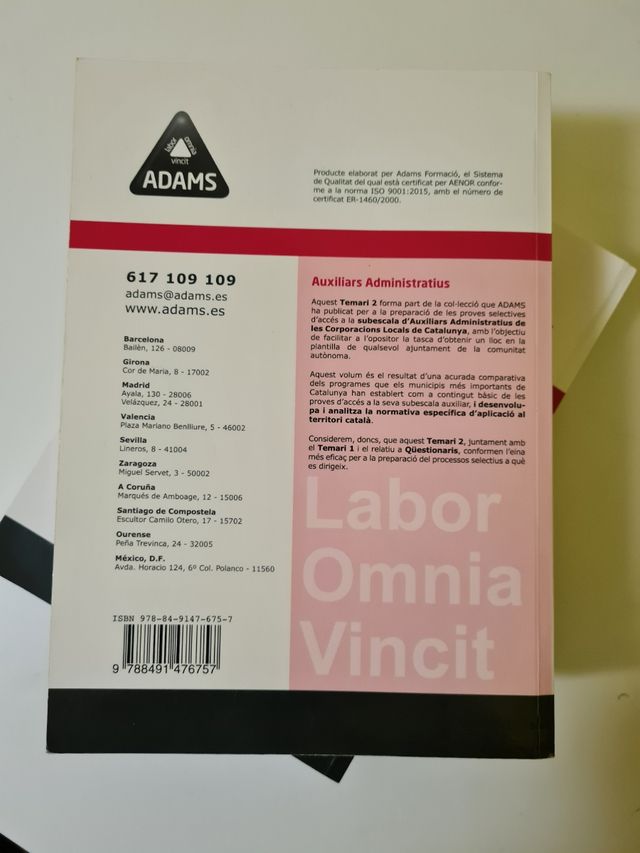 labor omnia
vincit
ADAMS
Producte elaborat per Adams Formació, el Sistema
de Qualitat del qual està certificat per AENOR confor-
me a la norma ISO 9001:2015, amb el número de
certificat ER-1460/2000.
617 109 109
adams@adams.es
www.adams.es
Barcelona
Bailèn, 126 - 08009
Girona
Cor de Maria, 8 - 17002
Madrid
Ayala, 130 - 28006
Velázquez, 24 - 28001
Valencia
Plaza Mariano Benlliure, 5 - 46002
Sevilla
Lineros, 8 - 41004
Zaragoza
Miguel Servet, 3 - 50002
A Coruña
Marqués de Amboage, 12 - 15006
Santiago de Compostela
Escultor Camilo Otero, 17 - 15702
Ourense
Peña Trevinca, 24 - 32005
México, D.F.
Avda. Horacio 124, 6º Col. Polanco - 11560
ISBN 978-84-9147-675-7
9 788491 476757
Auxiliars Administratius
Aquest Temari 2 forma part de la col·lecció que ADAMS
ha publicat per a la preparació de les proves selectives
d'accés a la subescala d'Auxiliars Administratius de
les Corporacions Locals de Catalunya, amb l'objectiu
de facilitar a l'opositor la tasca d'obtenir un lloc en la
plantilla de qualsevol ajuntament de la comunitat
autònoma.
Aquest volum és el resultat d'una acurada comparativa
dels programes que els municipis més importants de
Catalunya han establert com a contingut bàsic de les
proves d'accés a la seva subescala auxiliar, i desenvolu-
pa i analitza la normativa específica d'aplicació al
territori català.
Considerem, doncs, que aquest Temari 2, juntament amb
el Temari 1 i el relatiu a Qüestionaris, conformen l'eina
més eficaç per a la preparació del processos selectius a què
es dirigeix.
Labor
Omnia
Vincit